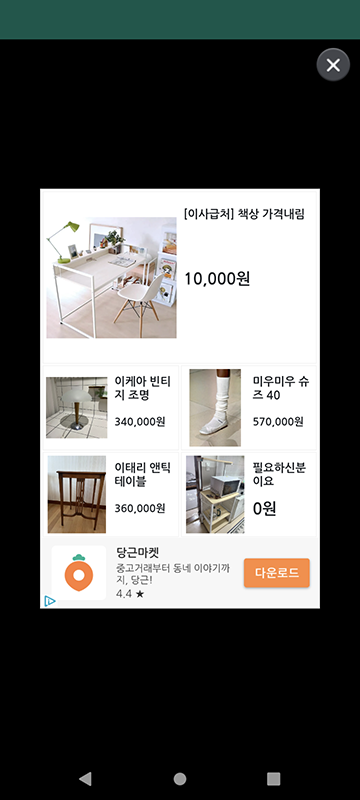 [이사급처] 책상 가격내림
10,000원
이케아 빈티
지 조명
340,000원
미우미우 슈
즈 40
570,000원
이태리 앤틱
테이블
360,000원
필요하신분
이요
0원
당근마켓
중고거래부터 동네 이야기까
지, 당근!
4.4 ★
다운로드